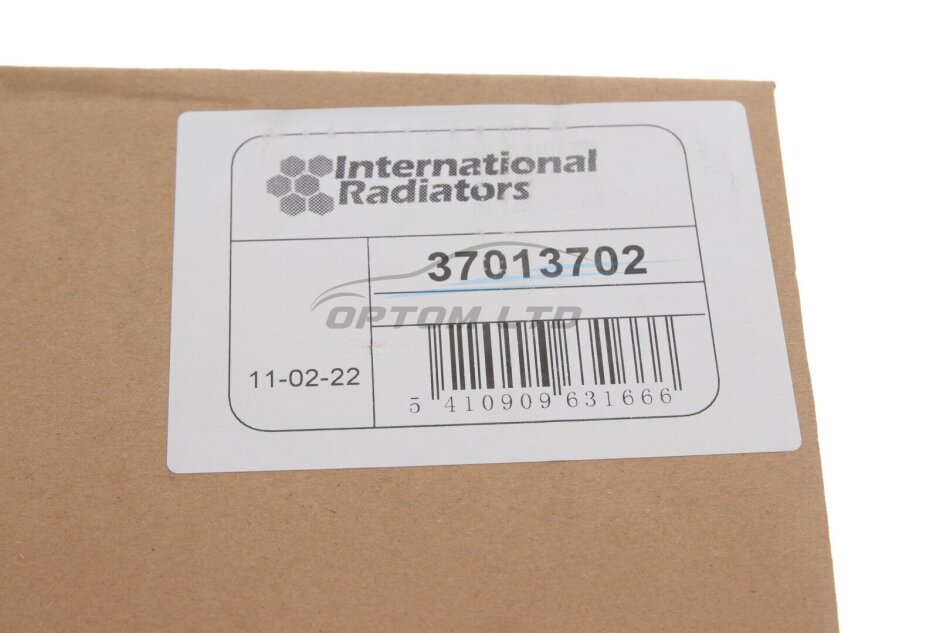 International
Radiators
37013702
OPTOM LTD
11-02-22
5 410909 631666